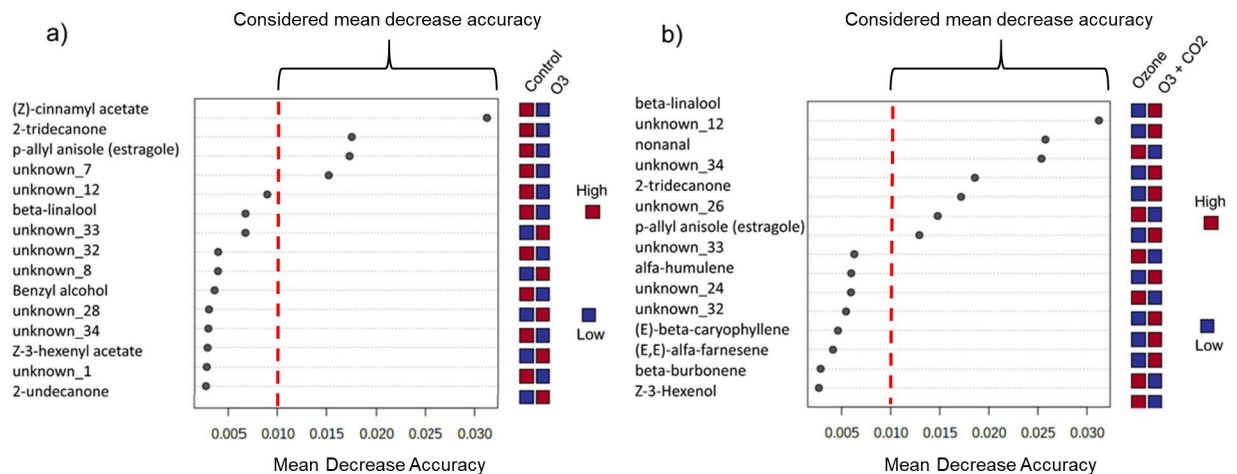 a)
Considered mean decrease accuracy
Control
O3
(Z)-cinnamyl acetate
2-tridecanone
p-allyl anisole (estragole)
unknown_7
unknown_12
beta-linalool
unknown_33
unknown_32
unknown_8
Benzyl alcohol
unknown_28
unknown_34
Z-3-hexenyl acetate
unknown_1
2-undecanone
High
Low
0.005 0.010 0.015 0.020 0.025 0.030
Mean Decrease Accuracy
b)
Considered mean decrease accuracy
Ozone
O3 + CO2
beta-linalool
unknown_12
nonanal
unknown_34
2-tridecanone
unknown_26
p-allyl anisole (estragole)
unknown_33
alfa-humulene
unknown_24
unknown_32
(E)-beta-caryophyllene
(E,E)-alfa-farnesene
beta-burbonene
Z-3-Hexenol
High
Low
0.005 0.010 0.015 0.020 0.025 0.030
Mean Decrease Accuracy